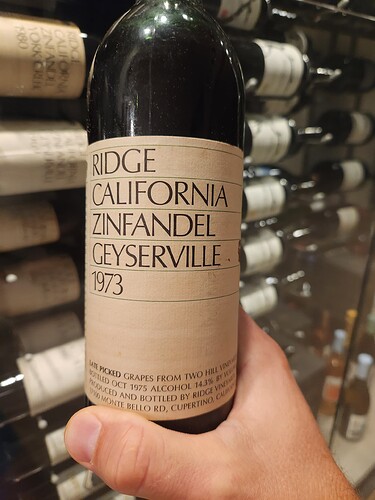 RIDGE
CALIFORNIA
ZINFANDEL
GEYSERVILLE
1973
LATE PICKED GRAPES FROM TWO HILL
BOTTLED OCT 1975 ALCOHOL 14.3% BY
PRODUCED AND BOTTLED BY RIDGE
MONTE BELLO RD, CUPERTINO,